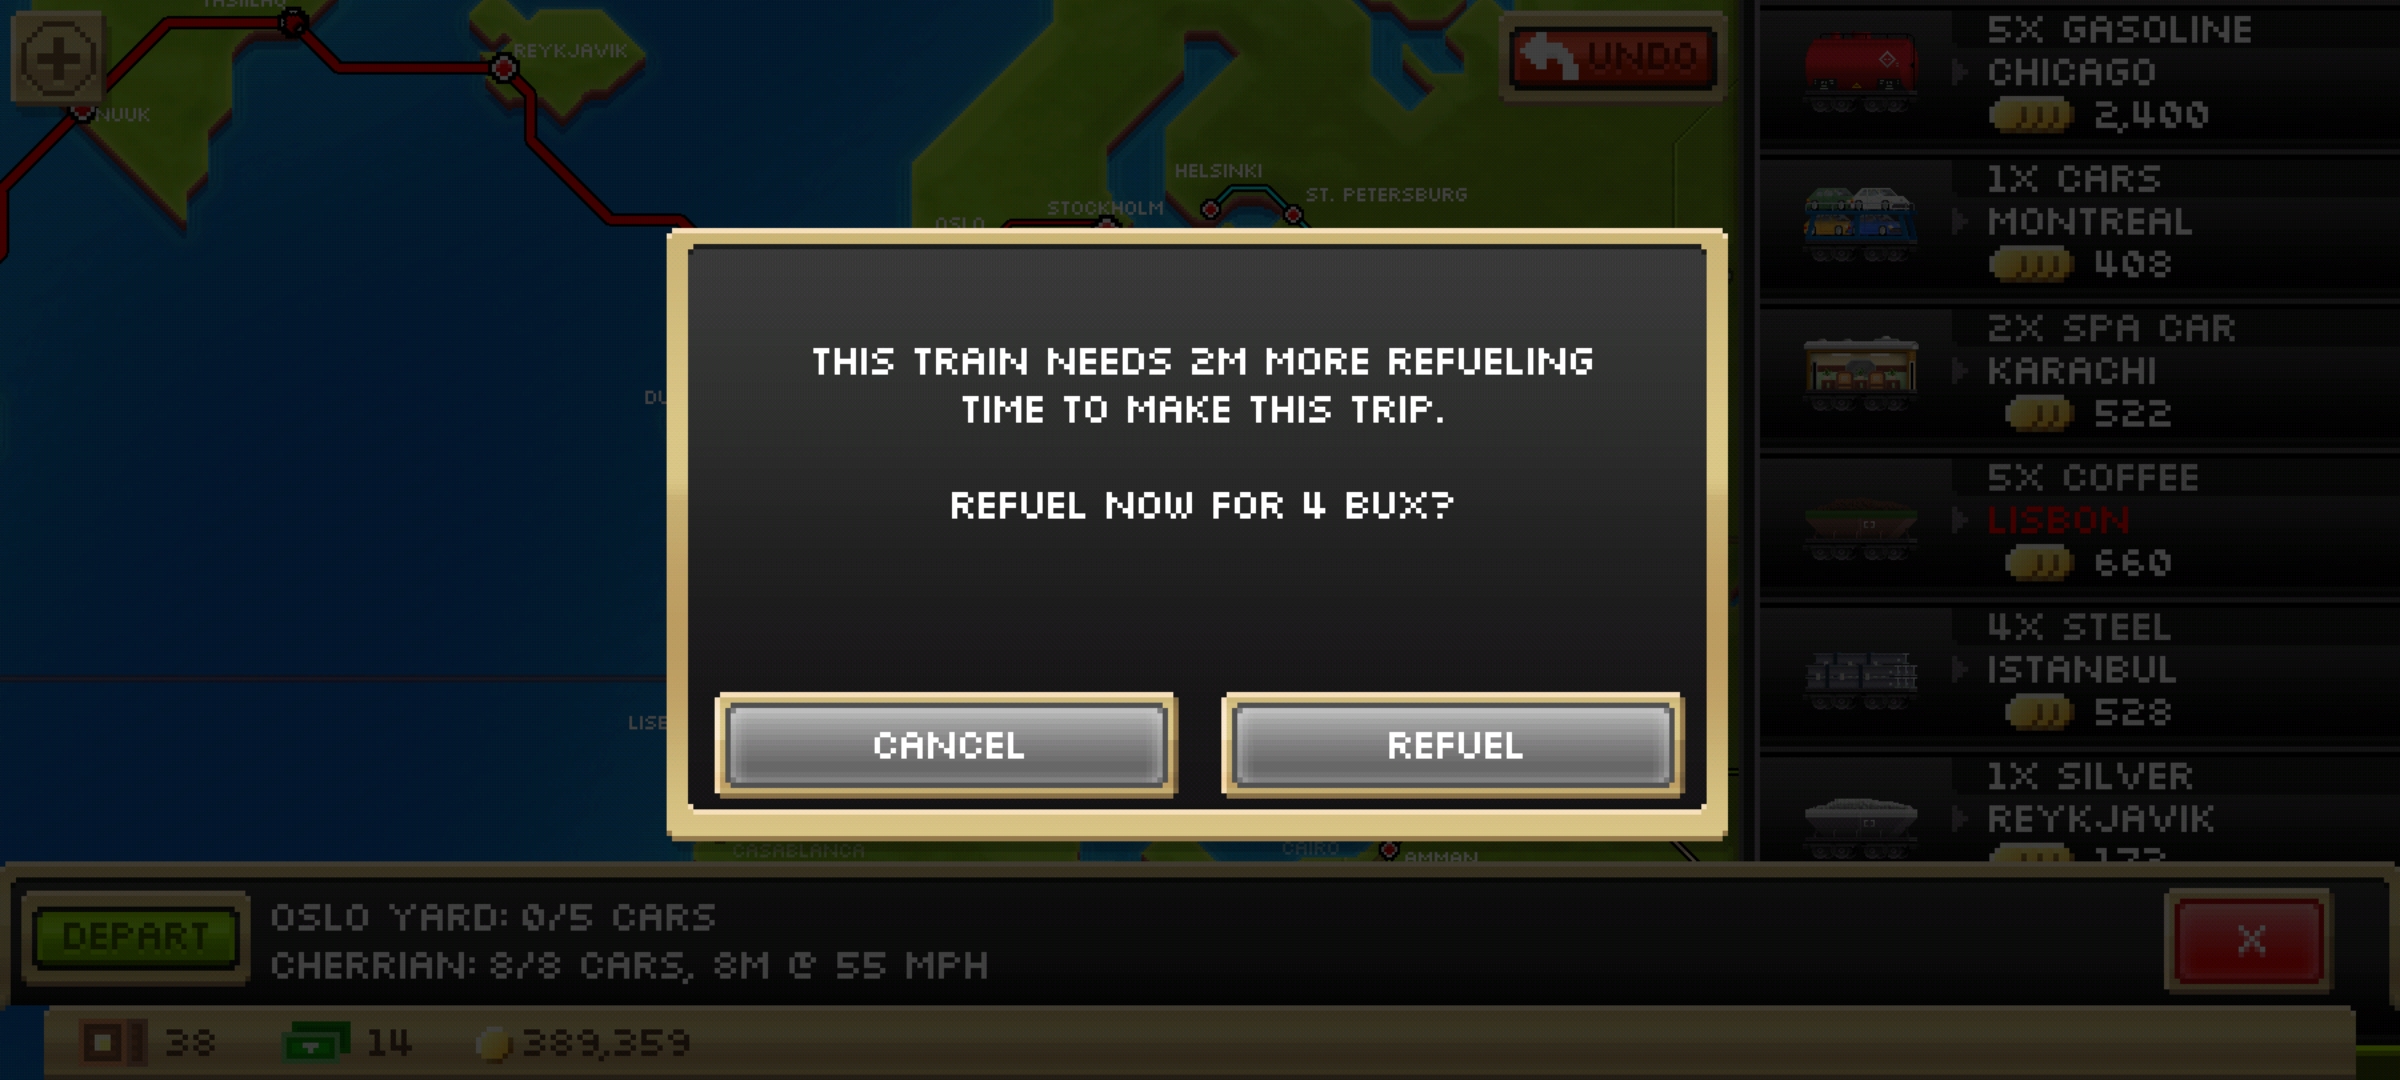 REYKJAVIK
NUUK
UNDO
HELSINKI
ST. PETERSBURG
STOCKHOLM
OSLO
5X GASOLINE
CHICAGO
2,400
1X CARS
MONTREAL
408
2X SPA CAR
KARACHI
522
5X COFFEE
LISBON
660
4X STEEL
ISTANBUL
528
1X SILVER
REYKJAVIK
THIS TRAIN NEEDS 2M MORE REFUELING
TIME TO MAKE THIS TRIP.
REFUEL NOW FOR 4 BUX?
CANCEL
REFUEL
CASABLANCA
CAIRO
AMMAN
DEPART
OSLO YARD: 0/5 CARS
CHERRIAN: 8/8 CARS, 8M @ 55 MPH
X
38
14
389,359